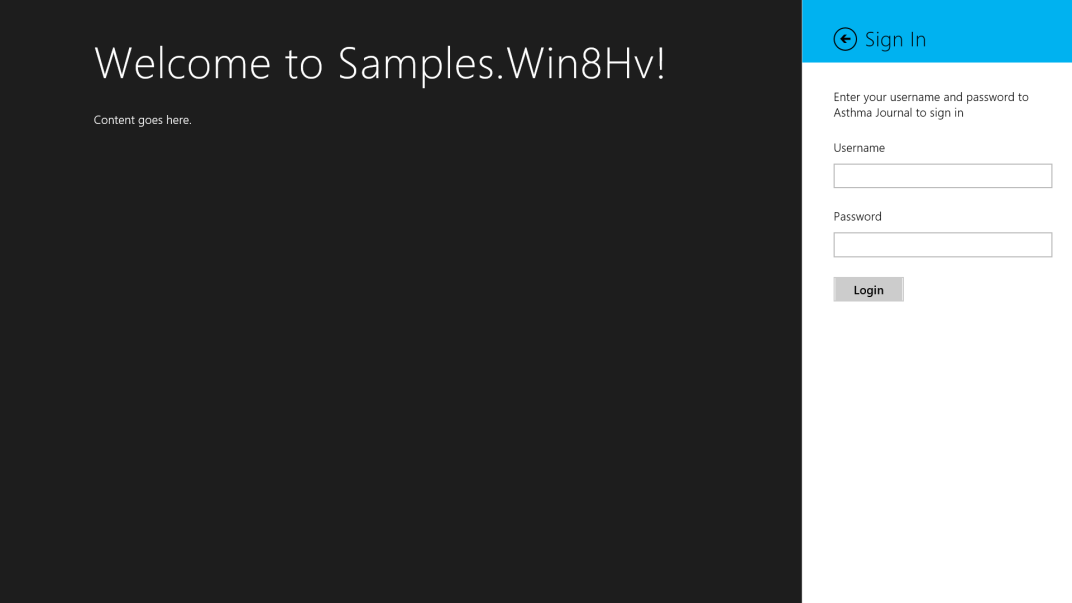 Welcome to Samples.Win8Hv!
Content goes here.
Sign In
Enter your username and password to
Asthma Journal to sign in
Username
Password
Login